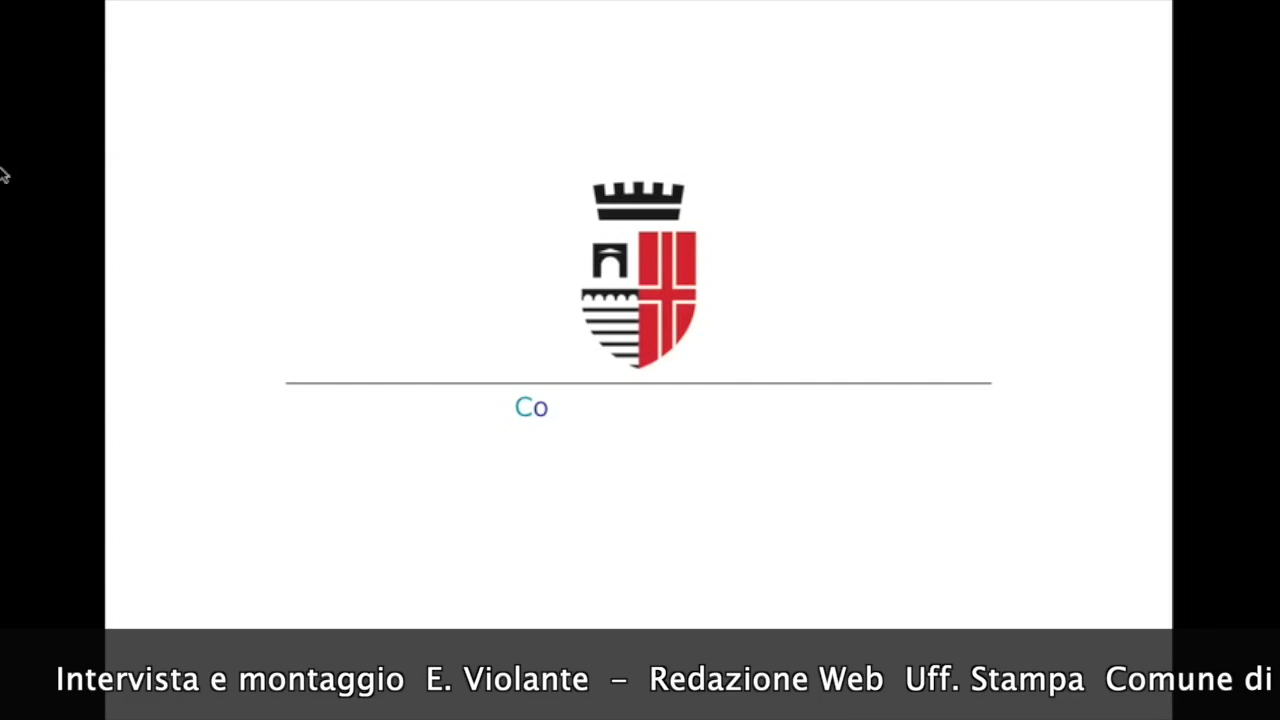 Co
Intervista e montaggio E. Violante – Redazione Web Uff. Stampa Comune di